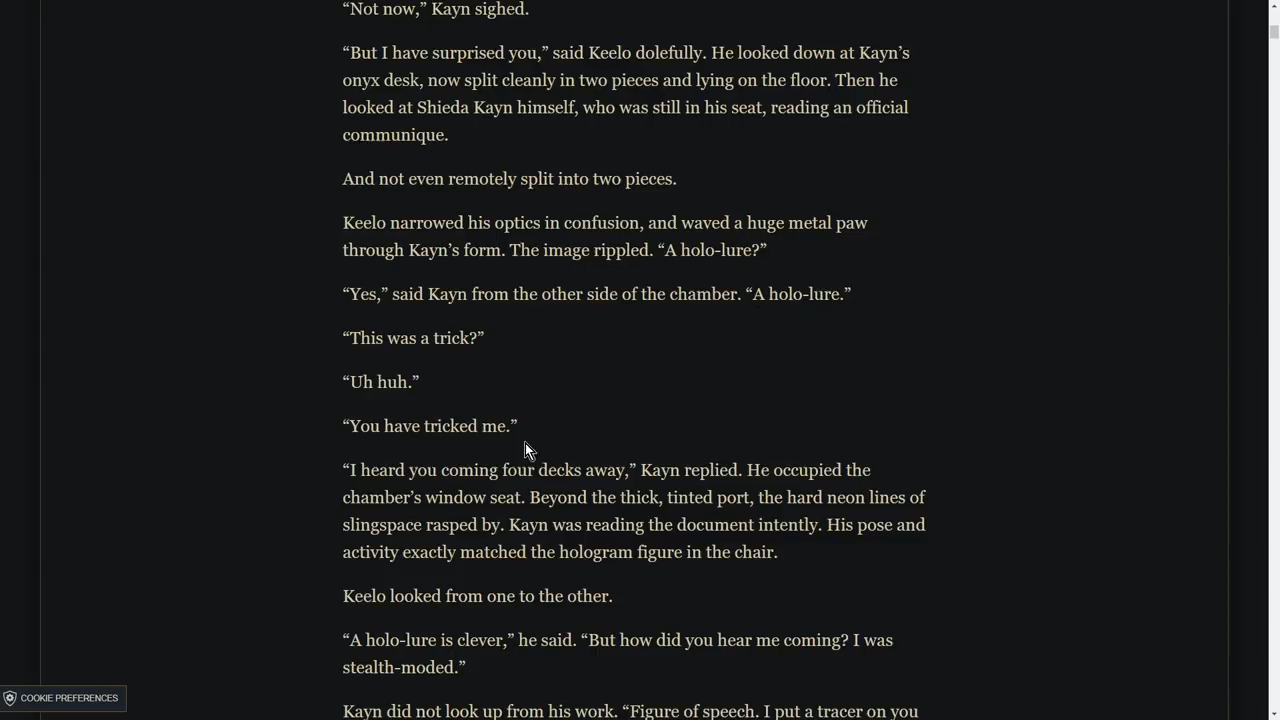 “Not now,” Kayn sighed.
“But I have surprised you,” said Keelo dolefully. He looked down at Kayn’s
onyx desk, now split cleanly in two pieces and lying on the floor. Then he
looked at Shieda Kayn himself, who was still in his seat, reading an official
communique.
And not even remotely split into two pieces.
Keelo narrowed his optics in confusion, and waved a huge metal paw
through Kayn’s form. The image rippled. “A holo-lure?”
“Yes,” said Kayn from the other side of the chamber. “A holo-lure.”
“This was a trick?”
“Uh huh.”
“You have tricked me.”
“I heard you coming four decks away,” Kayn replied. He occupied the
chamber’s window seat. Beyond the thick, tinted port, the hard neon lines of
slingspace rasped by. Kayn was reading the document intently. His pose and
activity exactly matched the hologram figure in the chair.
Keelo looked from one to the other.
“A holo-lure is clever,” he said. “But how did you hear me coming? I was
stealth-moded.”
Kayn did not look up from his work. “Figure of speech. I put a tracer on you
COOKIE PREFERENCES